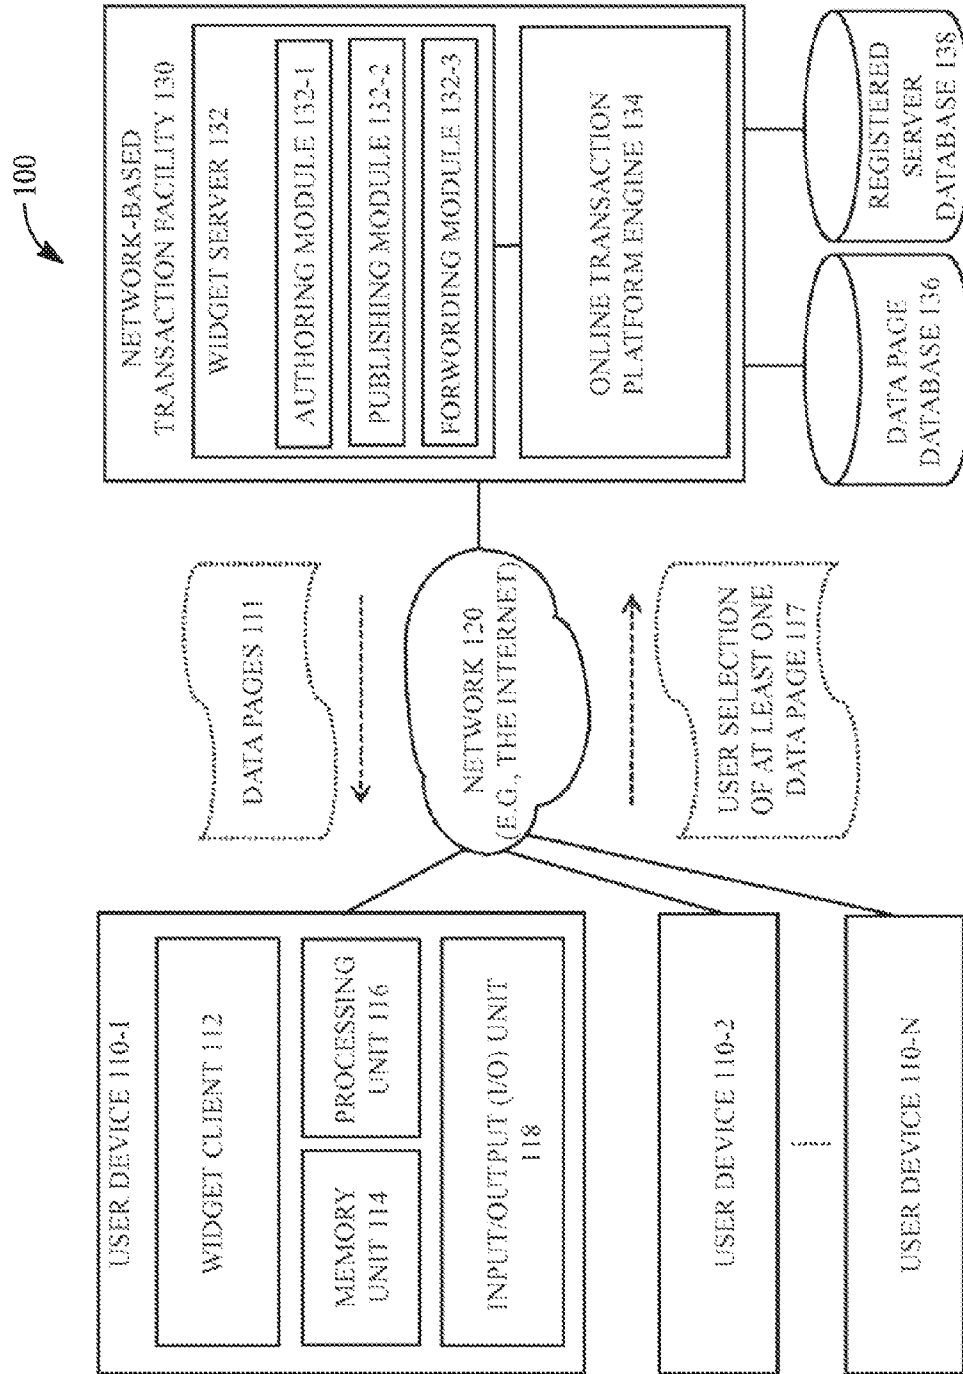 100
USER DEVICE 110-1
WIDGET CLIENT 112
MEMORY
UNIT 114
PROCESSING
UNIT 116
INPUT/OUTPUT (I/O) UNIT
118
USER DEVICE 110-2
USER DEVICE 110-N
DATA PAGES 111
NETWORK 120
(E.G., THE INTERNET)
USER SELECTION
OF AT LEAST ONE
DATA PAGE 117
NETWORK-BASED
TRANSACTION FACILITY 130
WIDGET SERVER 132
AUTHORING MODULE 132-1
PUBLISHING MODULE 132-2
FORWORDING MODULE 132-3
ONLINE TRANSACTION
PLATFORM ENGINE 134
DATA PAGE
DATABASE 136
REGISTERED
SERVER
DATABASE 138